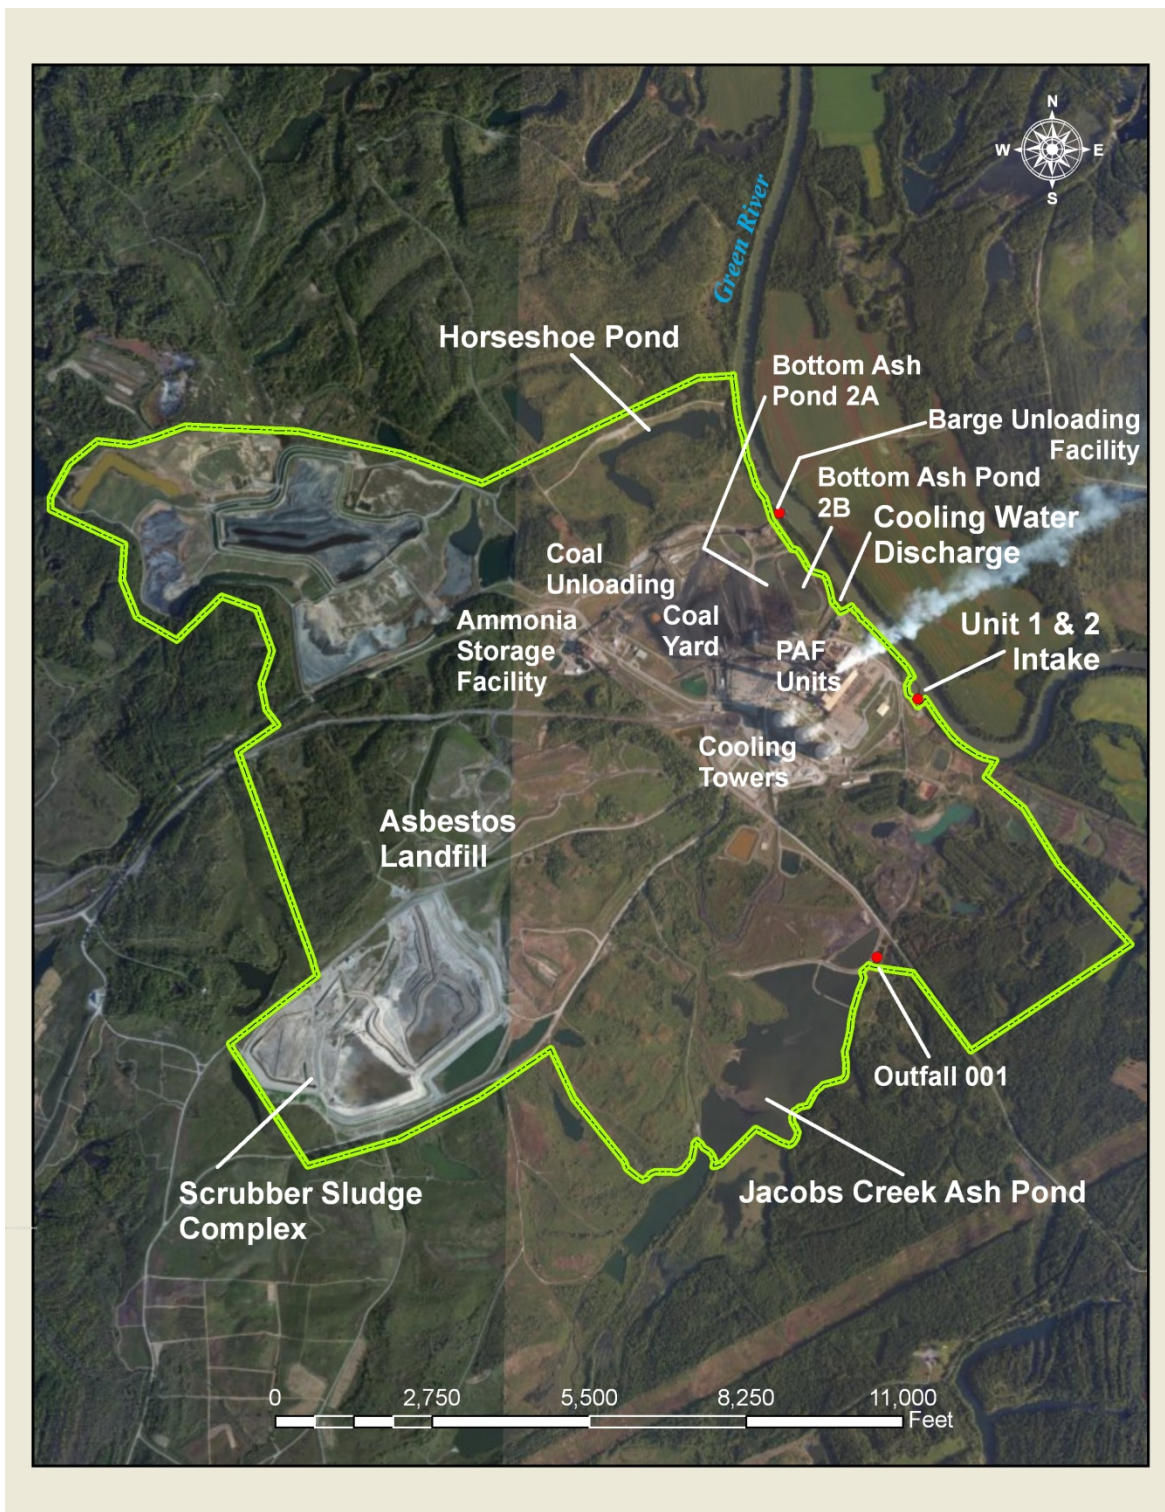 N
W E
S
Green River
Horseshoe Pond
Bottom Ash
Pond 2A
Barge Unloading
Facility
Bottom Ash Pond
2B
Cooling Water
Discharge
Coal
Unloading
Coal
Yard
Ammonia
Storage
Facility
PAF
Units
Unit 1 & 2
Intake
Cooling
Towers
Asbestos
Landfill
Outfall 001
Scrubber Sludge
Complex
Jacobs Creek Ash Pond
0 2,750 5,500 8,250 11,000
Feet